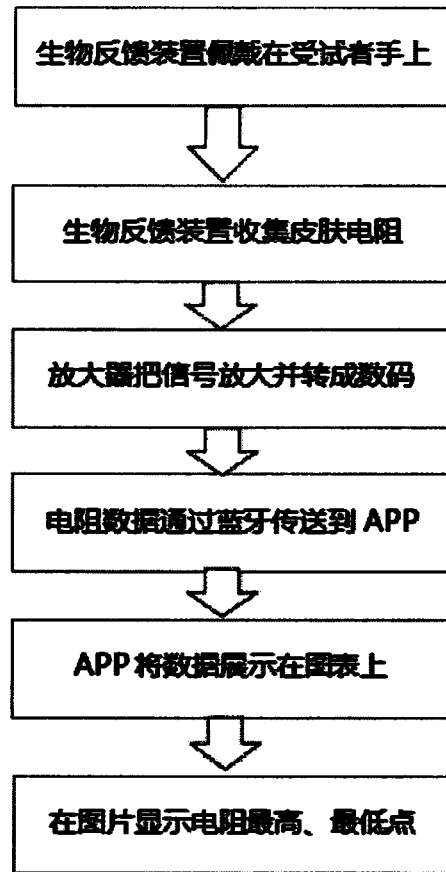 生物反馈装置佩戴在受试者手上
生物反馈装置收集皮肤电阻
放大器把信号放大并转成数码
电阻数据通过蓝牙传送到 APP
APP 将数据展示在图表上
在图片显示电阻最高、最低点